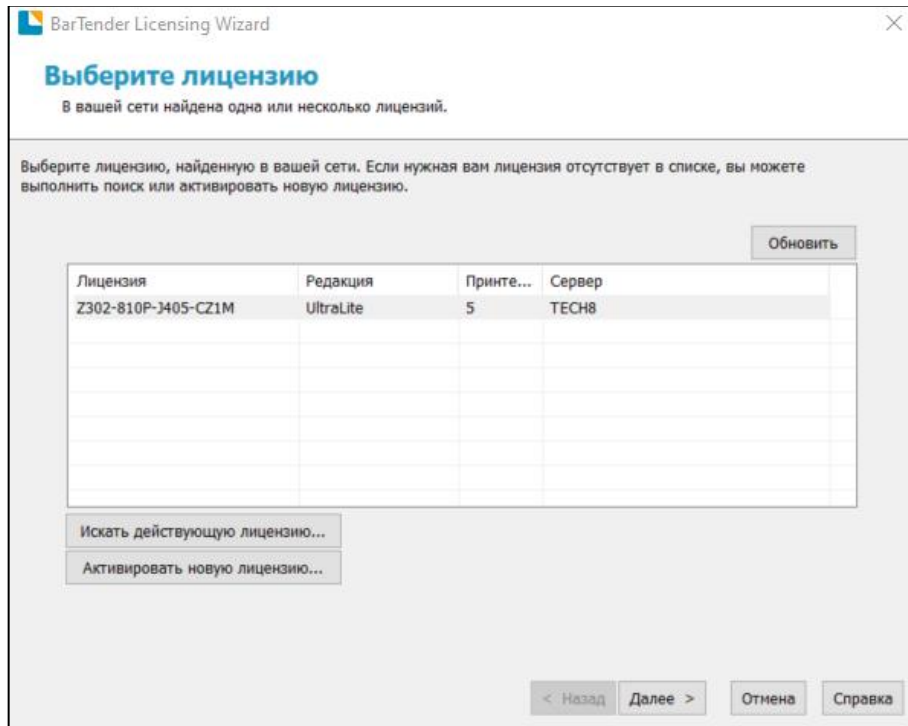 BarTender Licensing Wizard
Выберите лицензию
В вашей сети найдена одна или несколько лицензий.
Выберите лицензию, найденную в вашей сети. Если нужная вам лицензия отсутствует в списке, вы можете
выполнить поиск или активировать новую лицензию.
Обновить
Лицензия Редакция Принте... Сервер
Z302-810P-J405-CZ1M UltraLite 5 TECH8
Искать действующую лицензию...
Активировать новую лицензию...
< Назад Далее > Отмена Справка